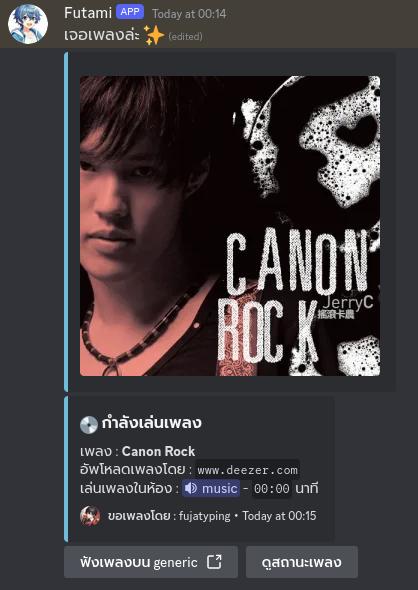 Futami APP Today at 00:14
เจอเพลงล่ะ ✨ (edited)
CANON
ROCK
JerryC
搖滾卡農
กำลังเล่นเพลง
เพลง : Canon Rock
อัพโหลดเพลงโดย : www.deezer.com
เล่นเพลงในห้อง : music - 00:00 นาที
ขอเพลงโดย : fujatyping • Today at 00:15
ฟังเพลงบน generic
ดูสถานะเพลง